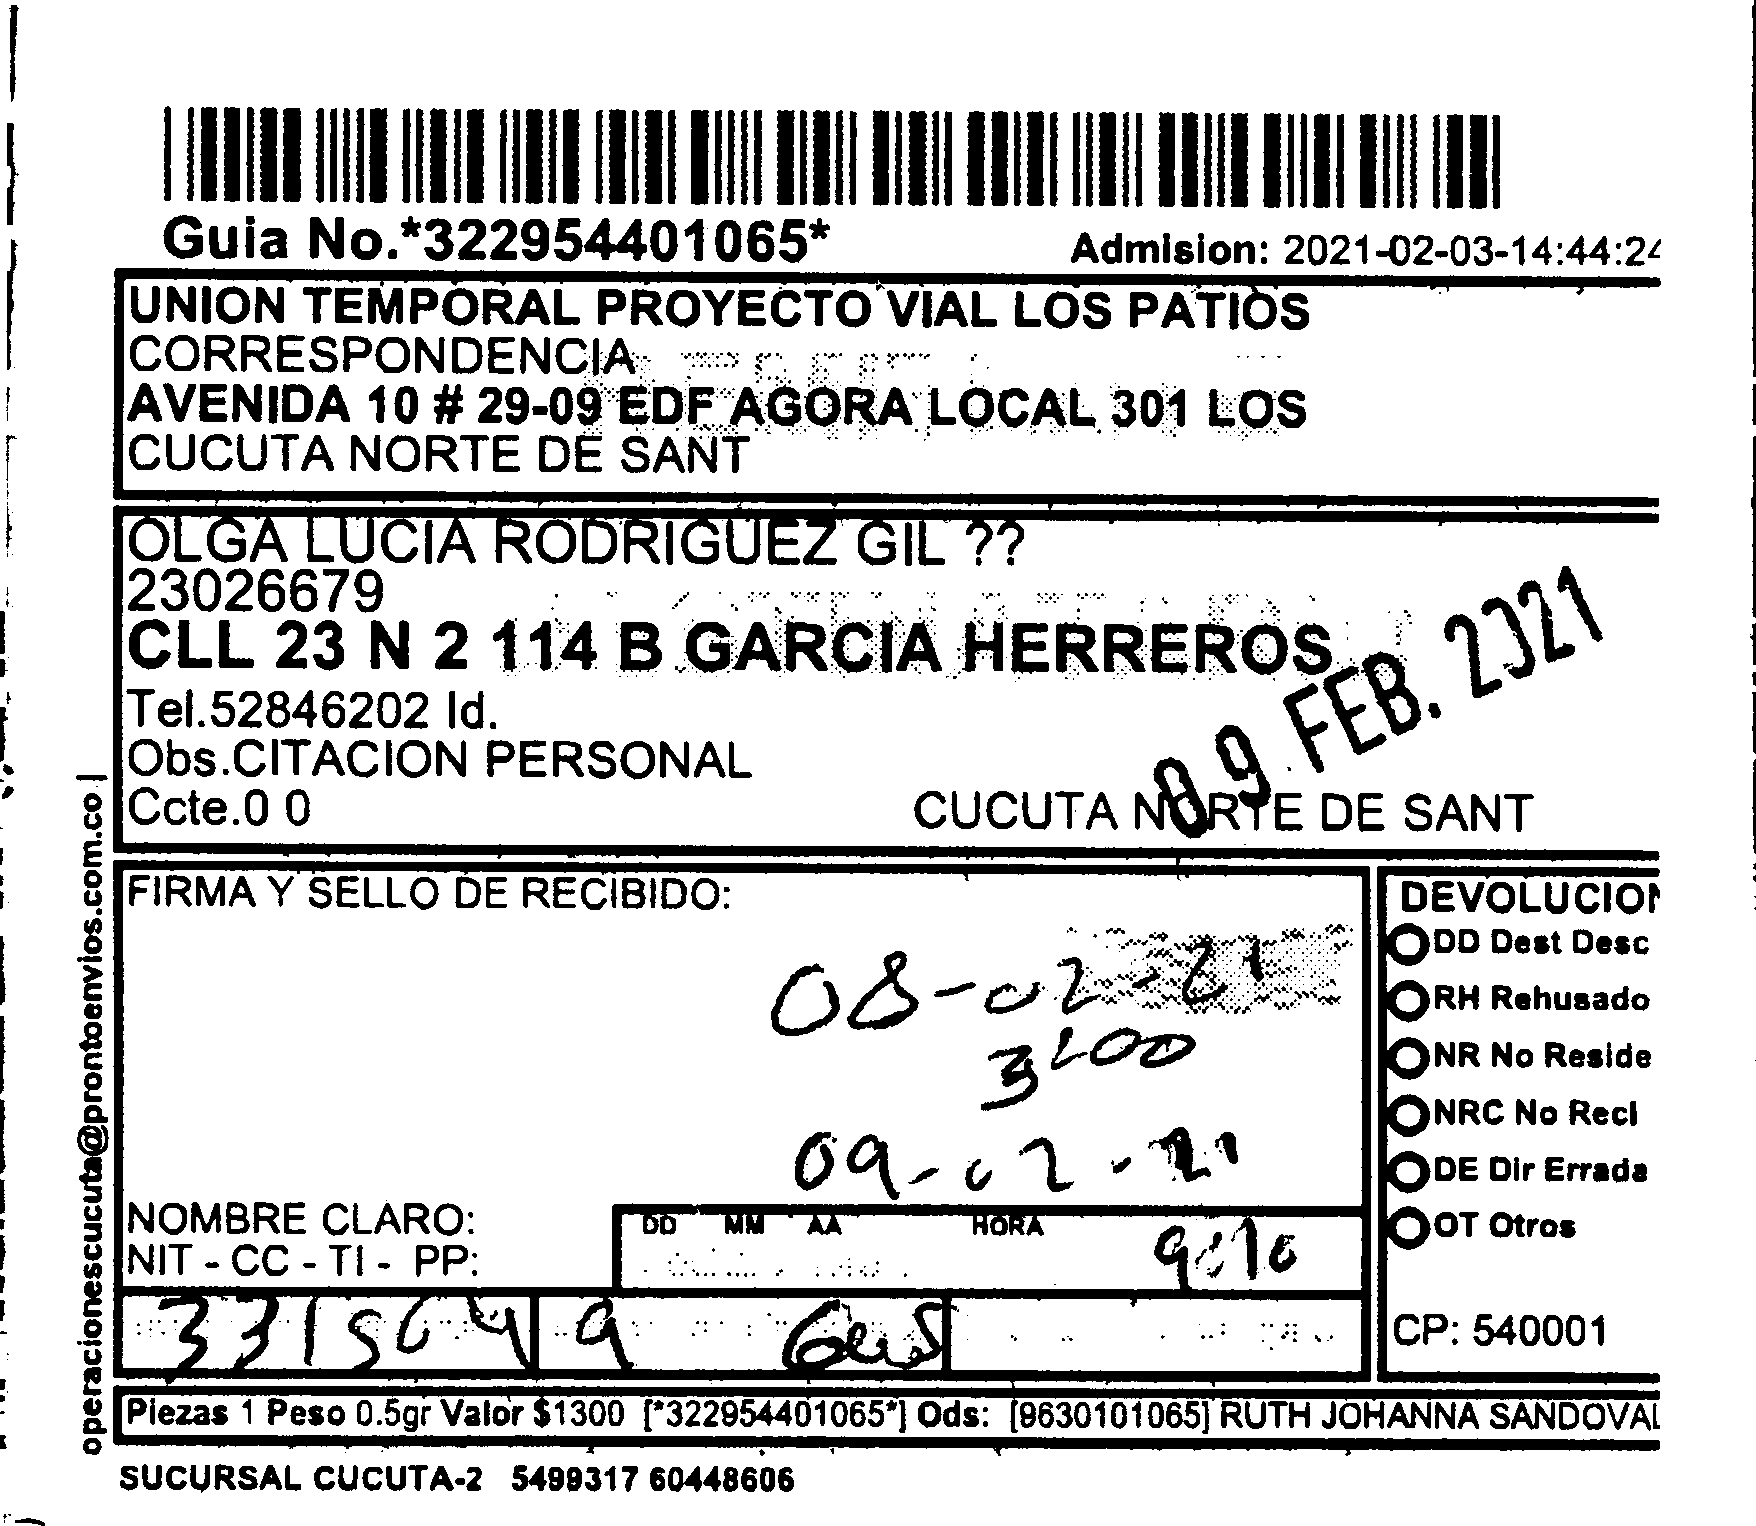 Guia No.*322954401065*
Admision: 2021-02-03-14:44:24
UNION TEMPORAL PROYECTO VIAL LOS PATIOS
CORRESPONDENCIA
AVENIDA 10 # 29-09 EDF AGORA LOCAL 301 LOS
CUCUTA NORTE DE SANT
OLGA LUCIA RODRIGUEZ GIL ??
23026679
CLL 23 N 2 114 B GARCIA HERREROS
Tel.52846202 Id.
Obs.CITACION PERSONAL
Ccte.0 0
CUCUTA NORTE DE SANT
09 FEB. 2021
operacionescucuta@prontoenvios.com.co |
FIRMA Y SELLO DE RECIBIDO:
08-02-21
09-02-21
NOMBRE CLARO:
NIT - CC - TI - PP:
DD MM AA HORA
DEVOLUCION
DD Dest Desc
RH Rehusado
NR No Reside
NRC No Recl
DE Dir Errada
OT Otros
CP: 540001
Piezas 1 Peso 0.5gr Valor $1300 [*322954401065*] Ods: [9630101065] RUTH JOHANNA SANDOVAL
SUCURSAL CUCUTA-2 5499317 60448606